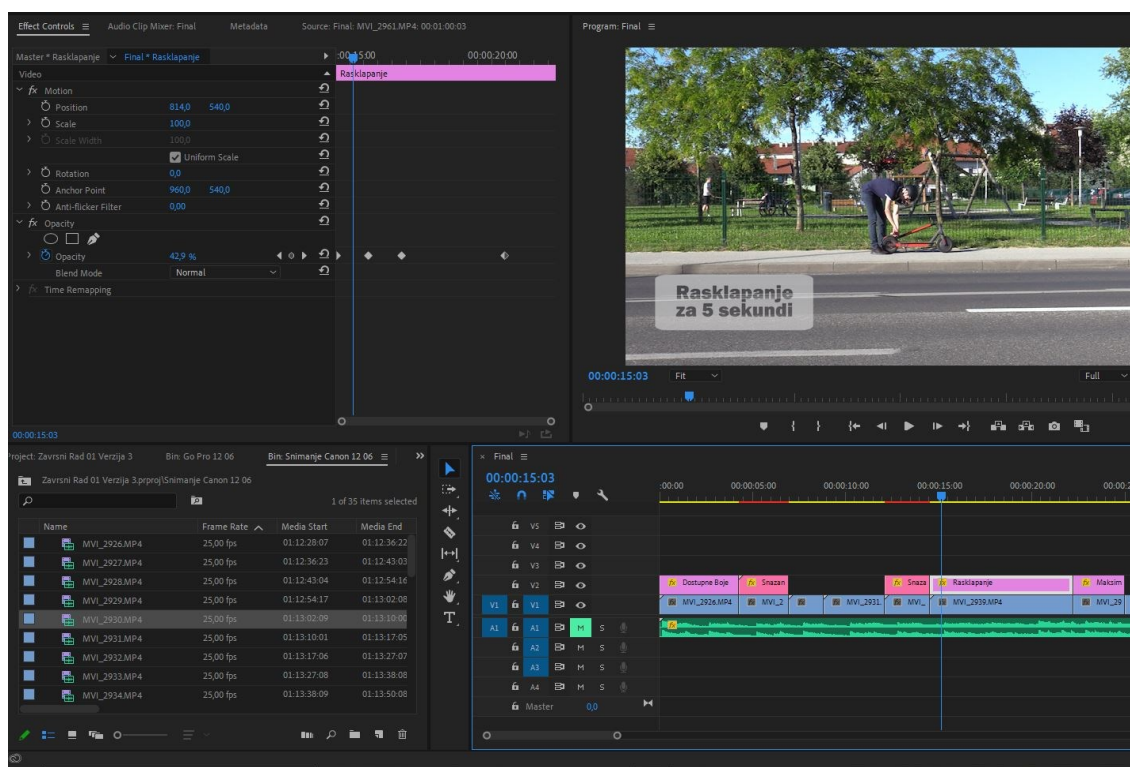 Effect Controls
Audio Clip Mixer: Final
Metadata
Source: Final: MVI_2961.MP4: 00:01:00:03
Master * Rasklapanje
Final * Rasklapanje
:00:15:00
00:00:20:00
Video
Rasklapanje
fx Motion
Position 814,0 540,0
Scale 100,0
Scale Width 100,0
Uniform Scale
Rotation 0,0
Anchor Point 960,0 540,0
Anti-flicker Filter 0,00
fx Opacity
Opacity 42,9 %
Blend Mode Normal
fx Time Remapping
00:00:15:03
Program: Final
Rasklapanje
za 5 sekundi
00:00:15:03 Fit Full
Project: Zavrsni Rad 01 Verzija 3
Bin: Go Pro 12 06
Bin: Snimanje Canon 12 06
Zavrsni Rad 01 Verzija 3.prproj\Snimanje Canon 12 06
1 of 35 items selected
Name Frame Rate Media Start Media End
MVI_2926.MP4 25,00 fps 01:12:28:07 01:12:36:22
MVI_2927.MP4 25,00 fps 01:12:36:23 01:12:43:03
MVI_2928.MP4 25,00 fps 01:12:43:04 01:12:54:16
MVI_2929.MP4 25,00 fps 01:12:54:17 01:13:02:08
MVI_2930.MP4 25,00 fps 01:13:02:09 01:13:10:00
MVI_2931.MP4 25,00 fps 01:13:10:01 01:13:17:05
MVI_2932.MP4 25,00 fps 01:13:17:06 01:13:27:07
MVI_2933.MP4 25,00 fps 01:13:27:08 01:13:38:08
MVI_2934.MP4 25,00 fps 01:13:38:09 01:13:50:08
T
× Final
00:00:15:03
:00:00 00:00:05:00 00:00:10:00 00:00:15:00 00:00:20:00 00:00:2
V5
V4
V3
V2 fx Dostupne Boje fx Snazan fx Snaza fx Rasklapanje fx Maksim
V1 V1 MVI_2926.MP4 MVI_2 MVI_2931. MVI_ MVI_2939.MP4 MVI_29
A1 A1 M S fx
A2 M S
A3 M S
A4 M S
Master 0,0